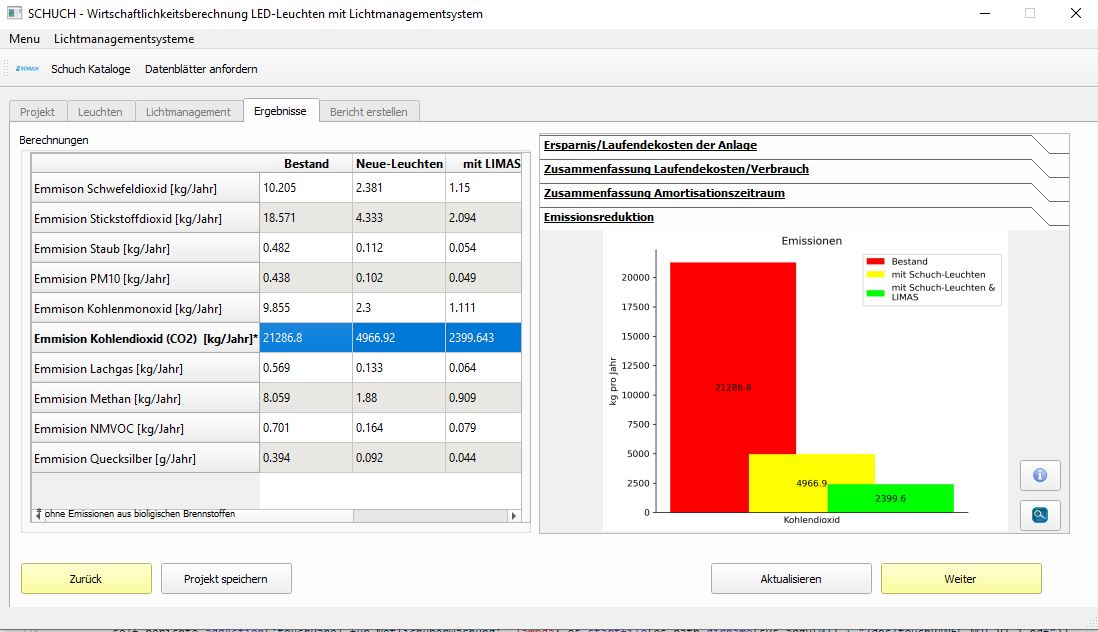 SCHUCH - Wirtschaftlichkeitsberechnung LED-Leuchten mit Lichtmanagementsystem
Menu Lichtmanagementsysteme
SCHUCH Schuch Kataloge Datenblätter anfordern
Projekt Leuchten Lichtmanagement Ergebnisse Bericht erstellen
Berechnungen
Bestand Neue-Leuchten mit LIMAS
Emmison Schwefeldioxid [kg/Jahr] 10.205 2.381 1.15
Emmision Stickstoffdioxid [kg/Jahr] 18.571 4.333 2.094
Emmision Staub [kg/Jahr] 0.482 0.112 0.054
Emmision PM10 [kg/Jahr] 0.438 0.102 0.049
Emmison Kohlenmonoxid [kg/Jahr] 9.855 2.3 1.111
Emmision Kohlendioxid (CO2) [kg/Jahr]* 21286.8 4966.92 2399.643
Emmision Lachgas [kg/Jahr] 0.569 0.133 0.064
Emmision Methan [kg/Jahr] 8.059 1.88 0.909
Emmision NMVOC [kg/Jahr] 0.701 0.164 0.079
Emmision Quecksilber [g/Jahr] 0.394 0.092 0.044
* ohne Emissionen aus bioligischen Brennstoffen
Ersparnis/Laufendekosten der Anlage
Zusammenfassung Laufendekosten/Verbrauch
Zusammenfassung Amortisationszeitraum
Emissionsreduktion
Emissionen
Bestand
mit Schuch-Leuchten
mit Schuch-Leuchten &
LIMAS
kg pro Jahr
20000
17500
15000
12500
10000
7500
5000
2500
0
21286.8
4966.9
2399.6
Kohlendioxid
Zurück Projekt speichern Aktualisieren Weiter